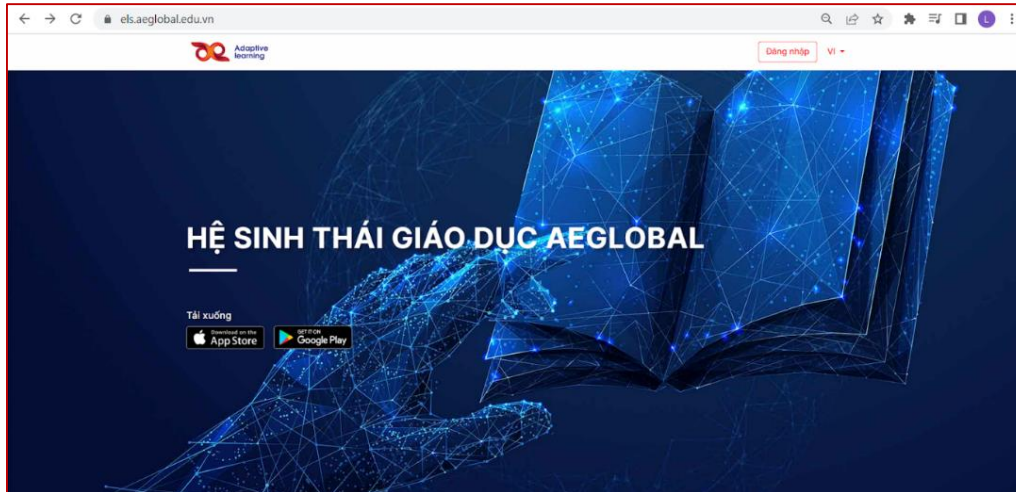 els.aeglobal.edu.vn
L
Adaptive
learning
Đăng nhập
VI
HỆ SINH THÁI GIÁO DỤC AEGLOBAL
Tải xuống
Download on the
App Store
GET IT ON
Google Play